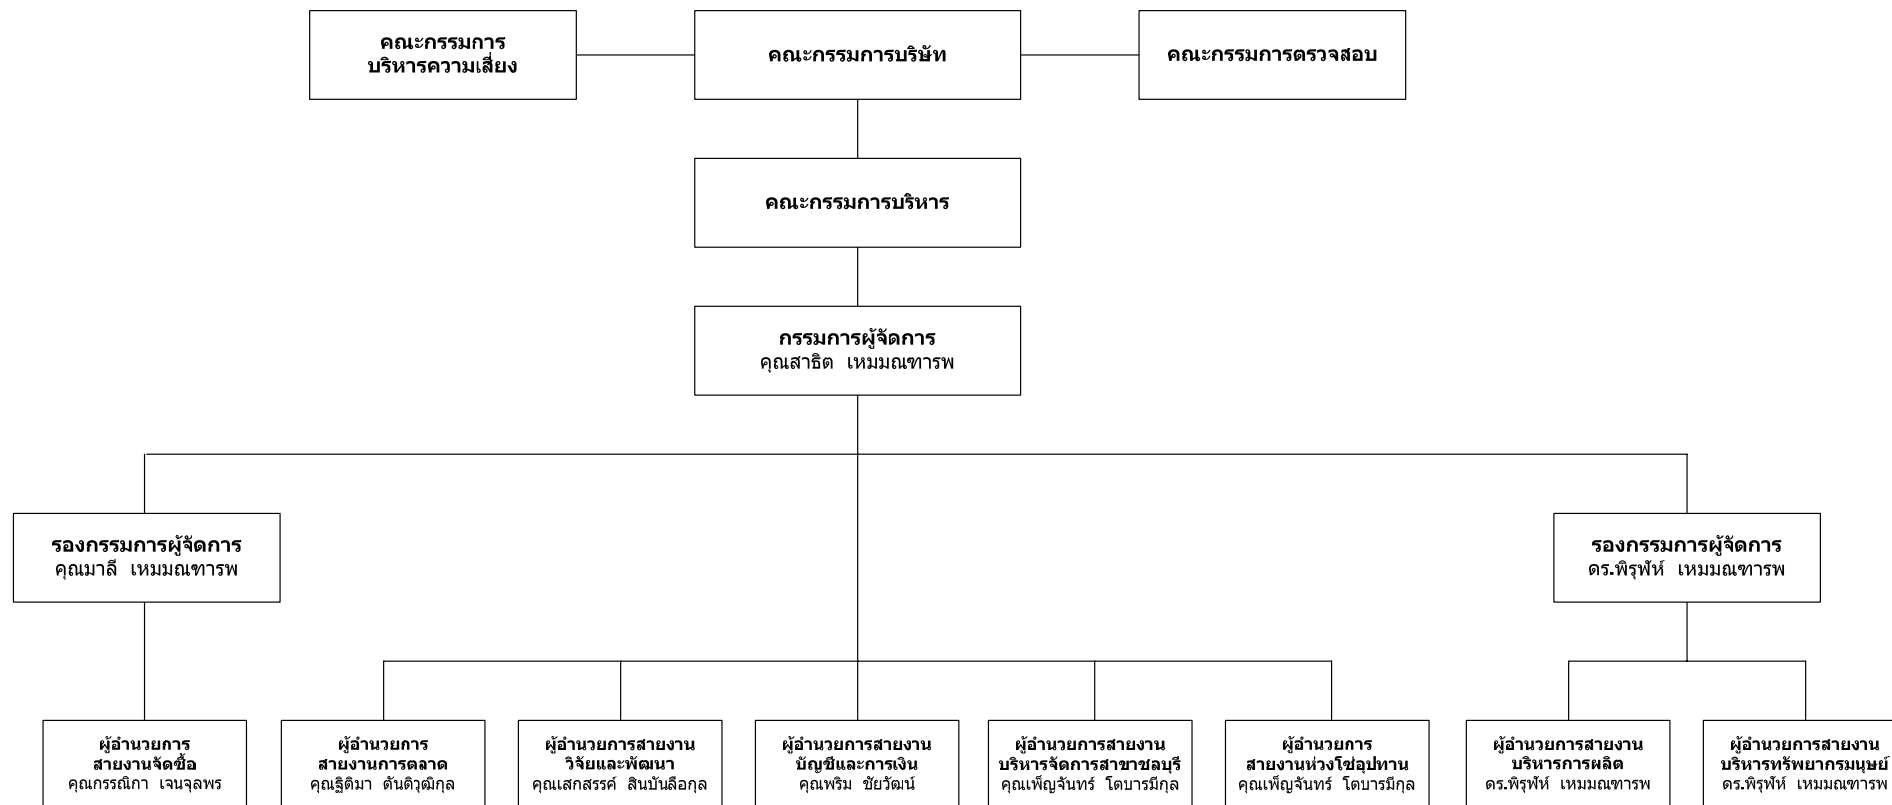 คณะกรรมการ
บริหารความเสี่ยง
คณะกรรมการบริษัท
คณะกรรมการตรวจสอบ
คณะกรรมการบริหาร
กรรมการผู้จัดการ
คุณสาธิต เหมมณฑารพ
รองกรรมการผู้จัดการ
คุณมาลี เหมมณฑารพ
รองกรรมการผู้จัดการ
ดร.พิรุฬห์ เหมมณฑารพ
ผู้อำนวยการ
สายงานจัดซื้อ
คุณกรรณิกา เจนจุลพร
ผู้อำนวยการ
สายงานการตลาด
คุณฐิติมา ตันติวุฒิกุล
ผู้อำนวยการสายงาน
วิจัยและพัฒนา
คุณเสกสรรค์ สินบันลือกุล
ผู้อำนวยการสายงาน
บัญชีและการเงิน
คุณพริม ชัยวัฒน์
ผู้อำนวยการสายงาน
บริหารจัดการสาขาชลบุรี
คุณเพ็ญจันทร์ โตบารมีกุล
ผู้อำนวยการ
สายงานห่วงโซ่อุปทาน
คุณเพ็ญจันทร์ โตบารมีกุล
ผู้อำนวยการสายงาน
บริหารการผลิต
ดร.พิรุฬห์ เหมมณฑารพ
ผู้อำนวยการสายงาน
บริหารทรัพยากรมนุษย์
ดร.พิรุฬห์ เหมมณฑารพ